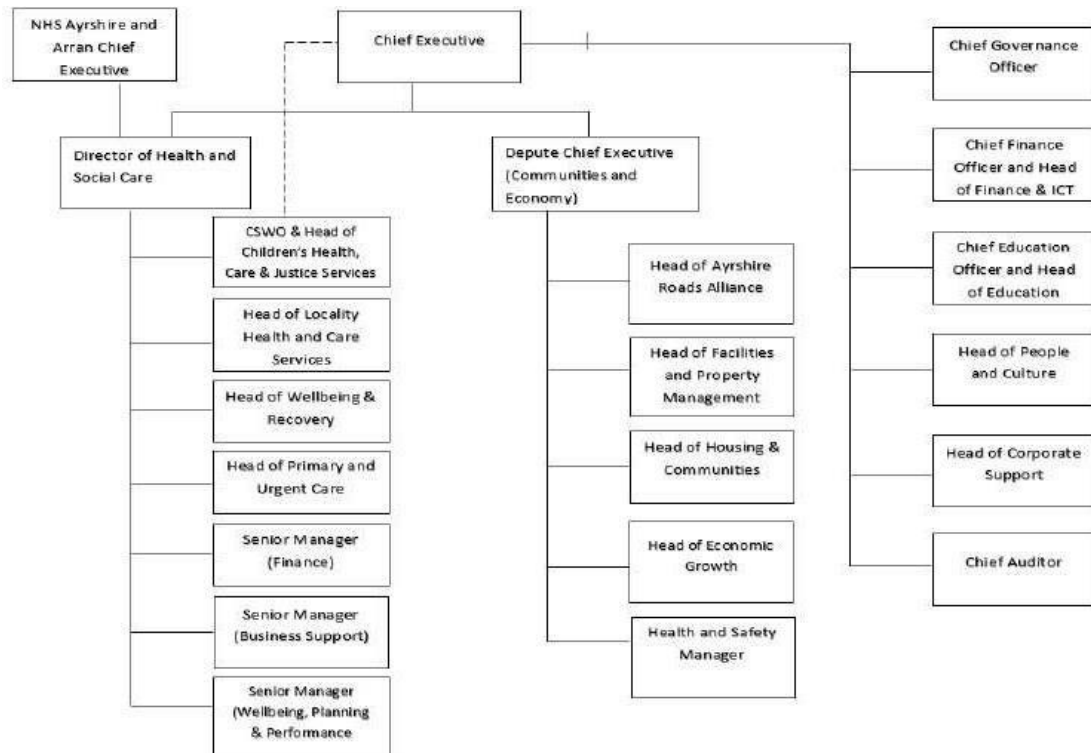 NHS Ayrshire and
Arran Chief
Executive
Chief Executive
Chief Governance
Officer
Director of Health and
Social Care
Depute Chief Executive
(Communities and
Economy)
Chief Finance
Officer and Head
of Finance & ICT
CSWO & Head of
Children's Health,
Care & Justice Services
Head of Ayrshire
Roads Alliance
Chief Education
Officer and Head
of Education
Head of Locality
Health and Care
Services
Head of Facilities
and Property
Management
Head of People
and Culture
Head of Wellbeing &
Recovery
Head of Housing &
Communities
Head of Corporate
Support
Head of Primary and
Urgent Care
Head of Economic
Growth
Chief Auditor
Senior Manager
(Finance)
Health and Safety
Manager
Senior Manager
(Business Support)
Senior Manager
(Wellbeing, Planning
& Performance